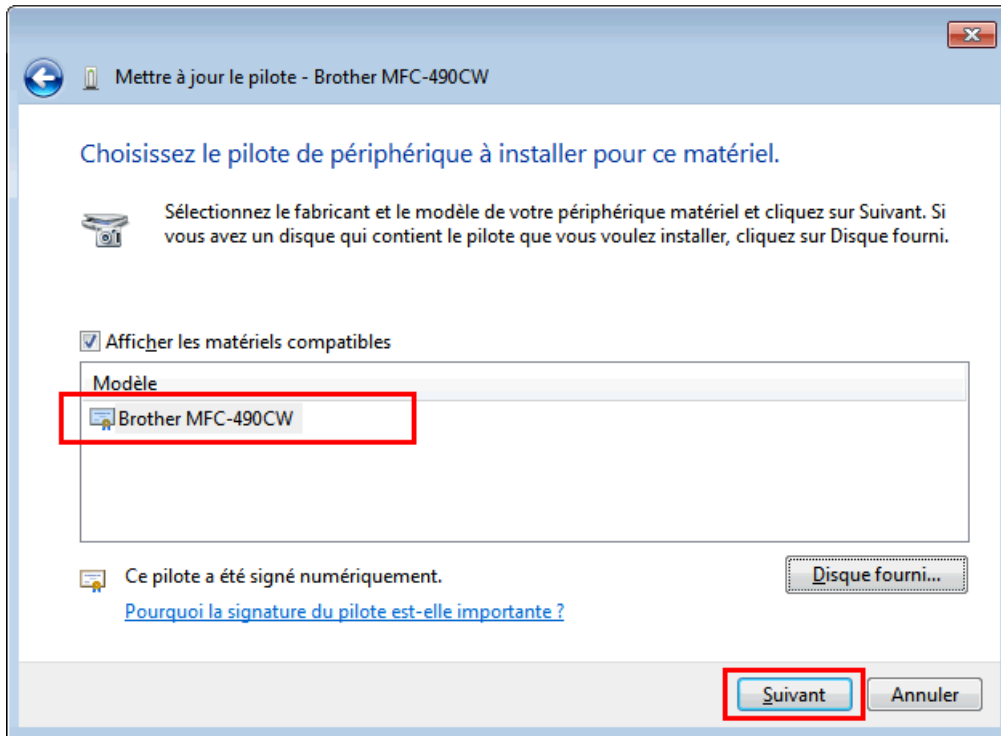 Mettre à jour le pilote - Brother MFC-490CW
Choisissez le pilote de périphérique à installer pour ce matériel.
Sélectionnez le fabricant et le modèle de votre périphérique matériel et cliquez sur Suivant. Si
vous avez un disque qui contient le pilote que vous voulez installer, cliquez sur Disque fourni.
Afficher les matériels compatibles
Modèle
Brother MFC-490CW
Ce pilote a été signé numériquement.
Disque fourni...
Pourquoi la signature du pilote est-elle importante ?
Suivant
Annuler